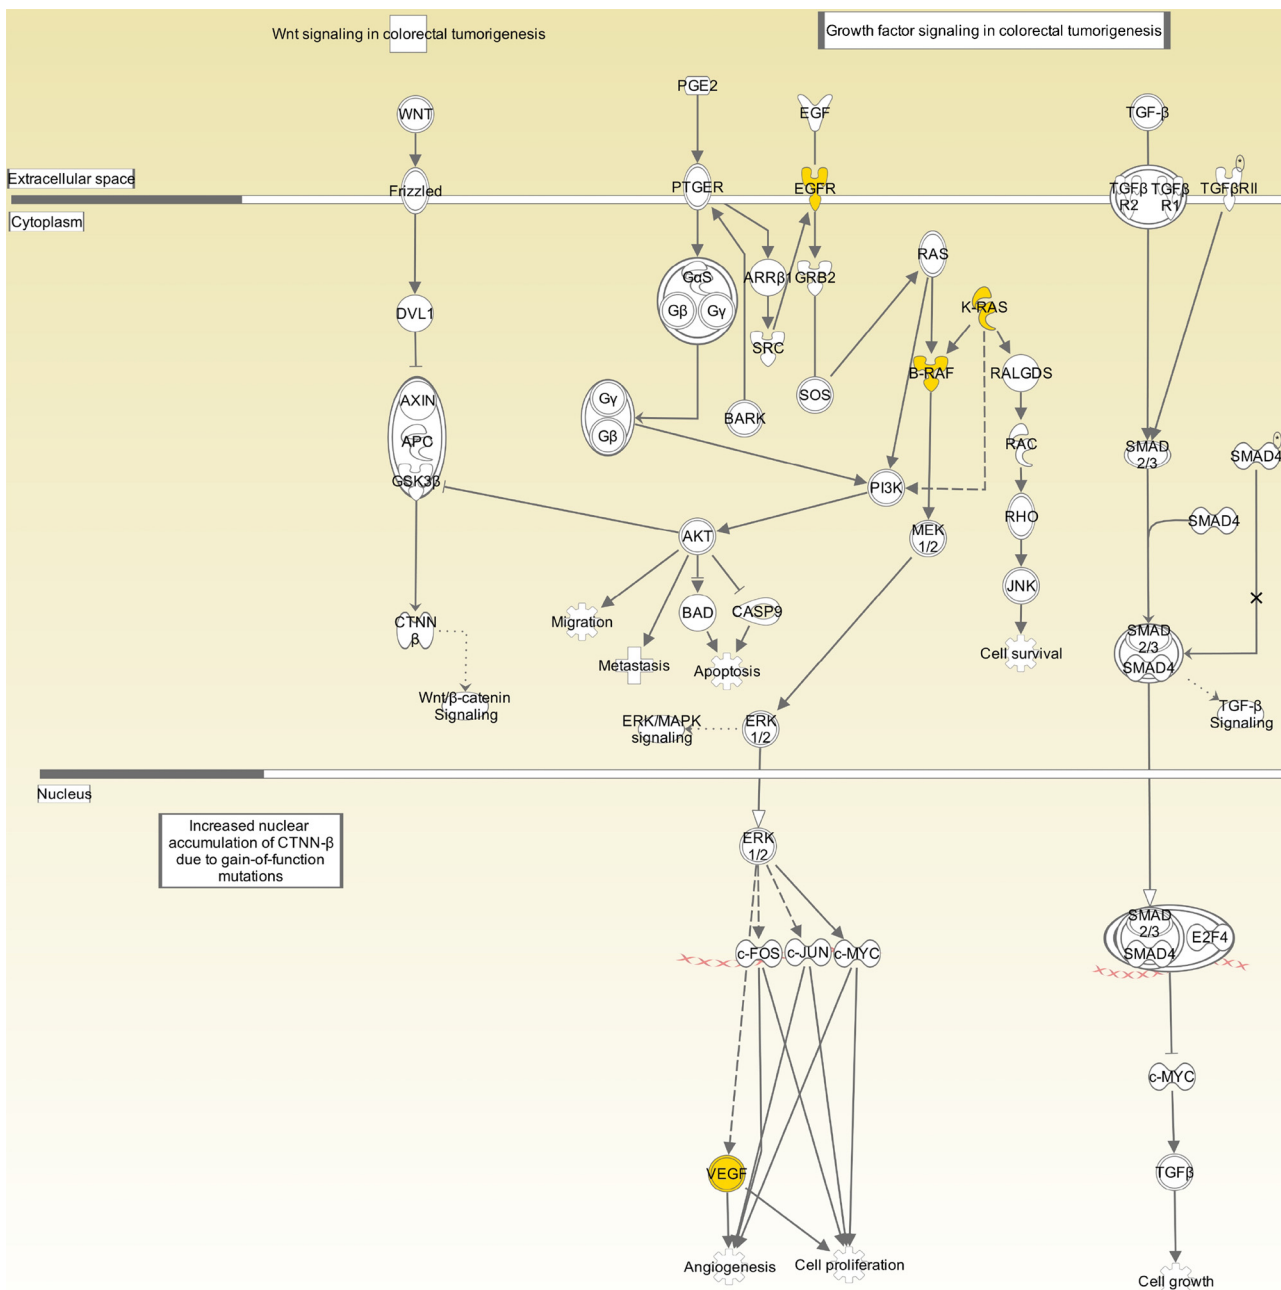 Wnt signaling in colorectal tumorigenesis
Growth factor signaling in colorectal tumorigenesis
PGE2
EGF
WNT
TGF-β
Extracellular space
Frizzled
PTGER
EGFR
TGFβ
R2
TGFβ
R1
TGFβRII
Cytoplasm
RAS
GαS
ARRβ1
GRB2
Gβ
Gγ
K-RAS
DVL1
SRC
B-RAF
RALGDS
AXIN
Gγ
BARK
SOS
APC
Gβ
RAC
SMAD
2/3
SMAD4
GSK3β
PI3K
RHO
SMAD4
AKT
MEK
1/2
JNK
BAD
CASP9
Migration
CTNN
β
Metastasis
Apoptosis
Cell survival
SMAD
2/3
SMAD4
Wnt/β-catenin
Signaling
TGF-β
Signaling
ERK/MAPK
signaling
ERK
1/2
Nucleus
Increased nuclear
accumulation of CTNN-β
due to gain-of-function
mutations
ERK
1/2
SMAD
2/3
E2F4
SMAD4
c-FOS
c-JUN
c-MYC
c-MYC
VEGF
TGFβ
Angiogenesis
Cell proliferation
Cell growth